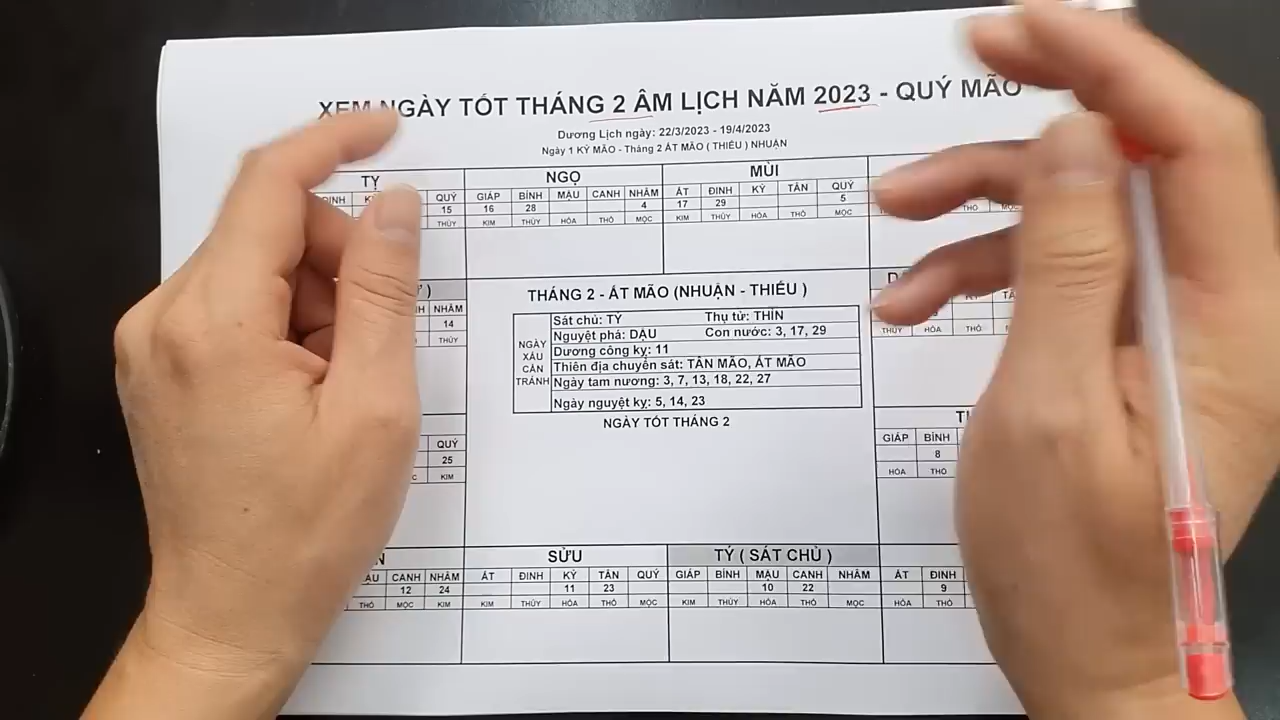 NGÀY TỐT THÁNG 2 ÂM LỊCH NĂM 2023 - QUÝ MÃO
Dương Lịch ngày: 22/3/2023 - 19/4/2023
Ngày 1 KỶ MÃO - Tháng 2 ẤT MÃO ( THIẾU ) NHUẬN
TỴ NGỌ MÙI
QUÝ GIÁP BÍNH MẬU CANH NHÂM ẤT ĐINH KỶ TÂN QUÝ
15 16 28 4 17 29 5
THỦY KIM THỦY HỎA THỔ MỘC KIM THỦY HỎA THỔ MỘC
THÁNG 2 - ẤT MÃO (NHUẬN - THIẾU )
NHÂM
14
THỦY THỦY HỎA THỔ
NGÀY XẤU CẦN TRÁNH
Sát chủ: TÝ Thụ tử: THÌN
Nguyệt phá: DẬU Con nước: 3, 17, 29
Dương công kỵ: 11
Thiên địa chuyển sát: TÂN MÃO, ẤT MÃO
Ngày tam nương: 3, 7, 13, 18, 22, 27
Ngày nguyệt kỵ: 5, 14, 23
NGÀY TỐT THÁNG 2
QUÝ GIÁP BÍNH
25 8
KIM HỎA THỔ
SỬU TÝ ( SÁT CHỦ )
CANH NHÂM ẤT ĐINH KỶ TÂN QUÝ GIÁP BÍNH MẬU CANH NHÂM ẤT ĐINH
12 24 11 23 10 22 9
THỔ MỘC KIM KIM THỦY HỎA THỔ MỘC KIM THỦY HỎA THỔ MỘC HỎA THỔ